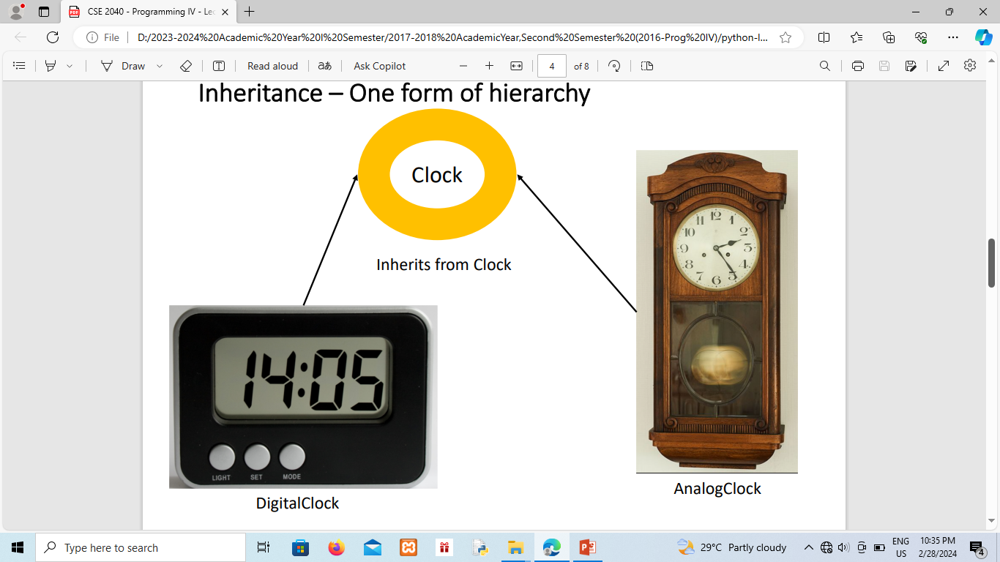 CSE 2040 - Programming IV - Lec
File
D:/2023-2024%20Academic%20Year%20I%20Semester/2017-2018%20AcademicYear,Second%20Semester%20(2016-Prog%20IV)/python-l...
Draw
Read aloud
aあ
Ask Copilot
4
of 8
Inheritance – One form of hierarchy
Clock
Inherits from Clock
12
11 1
10 2
9 3
8 4
7 5
6
14:05
LIGHT SET MODE
DigitalClock
AnalogClock
Type here to search
29°C Partly cloudy
ENG
US
10:35 PM
2/28/2024
4